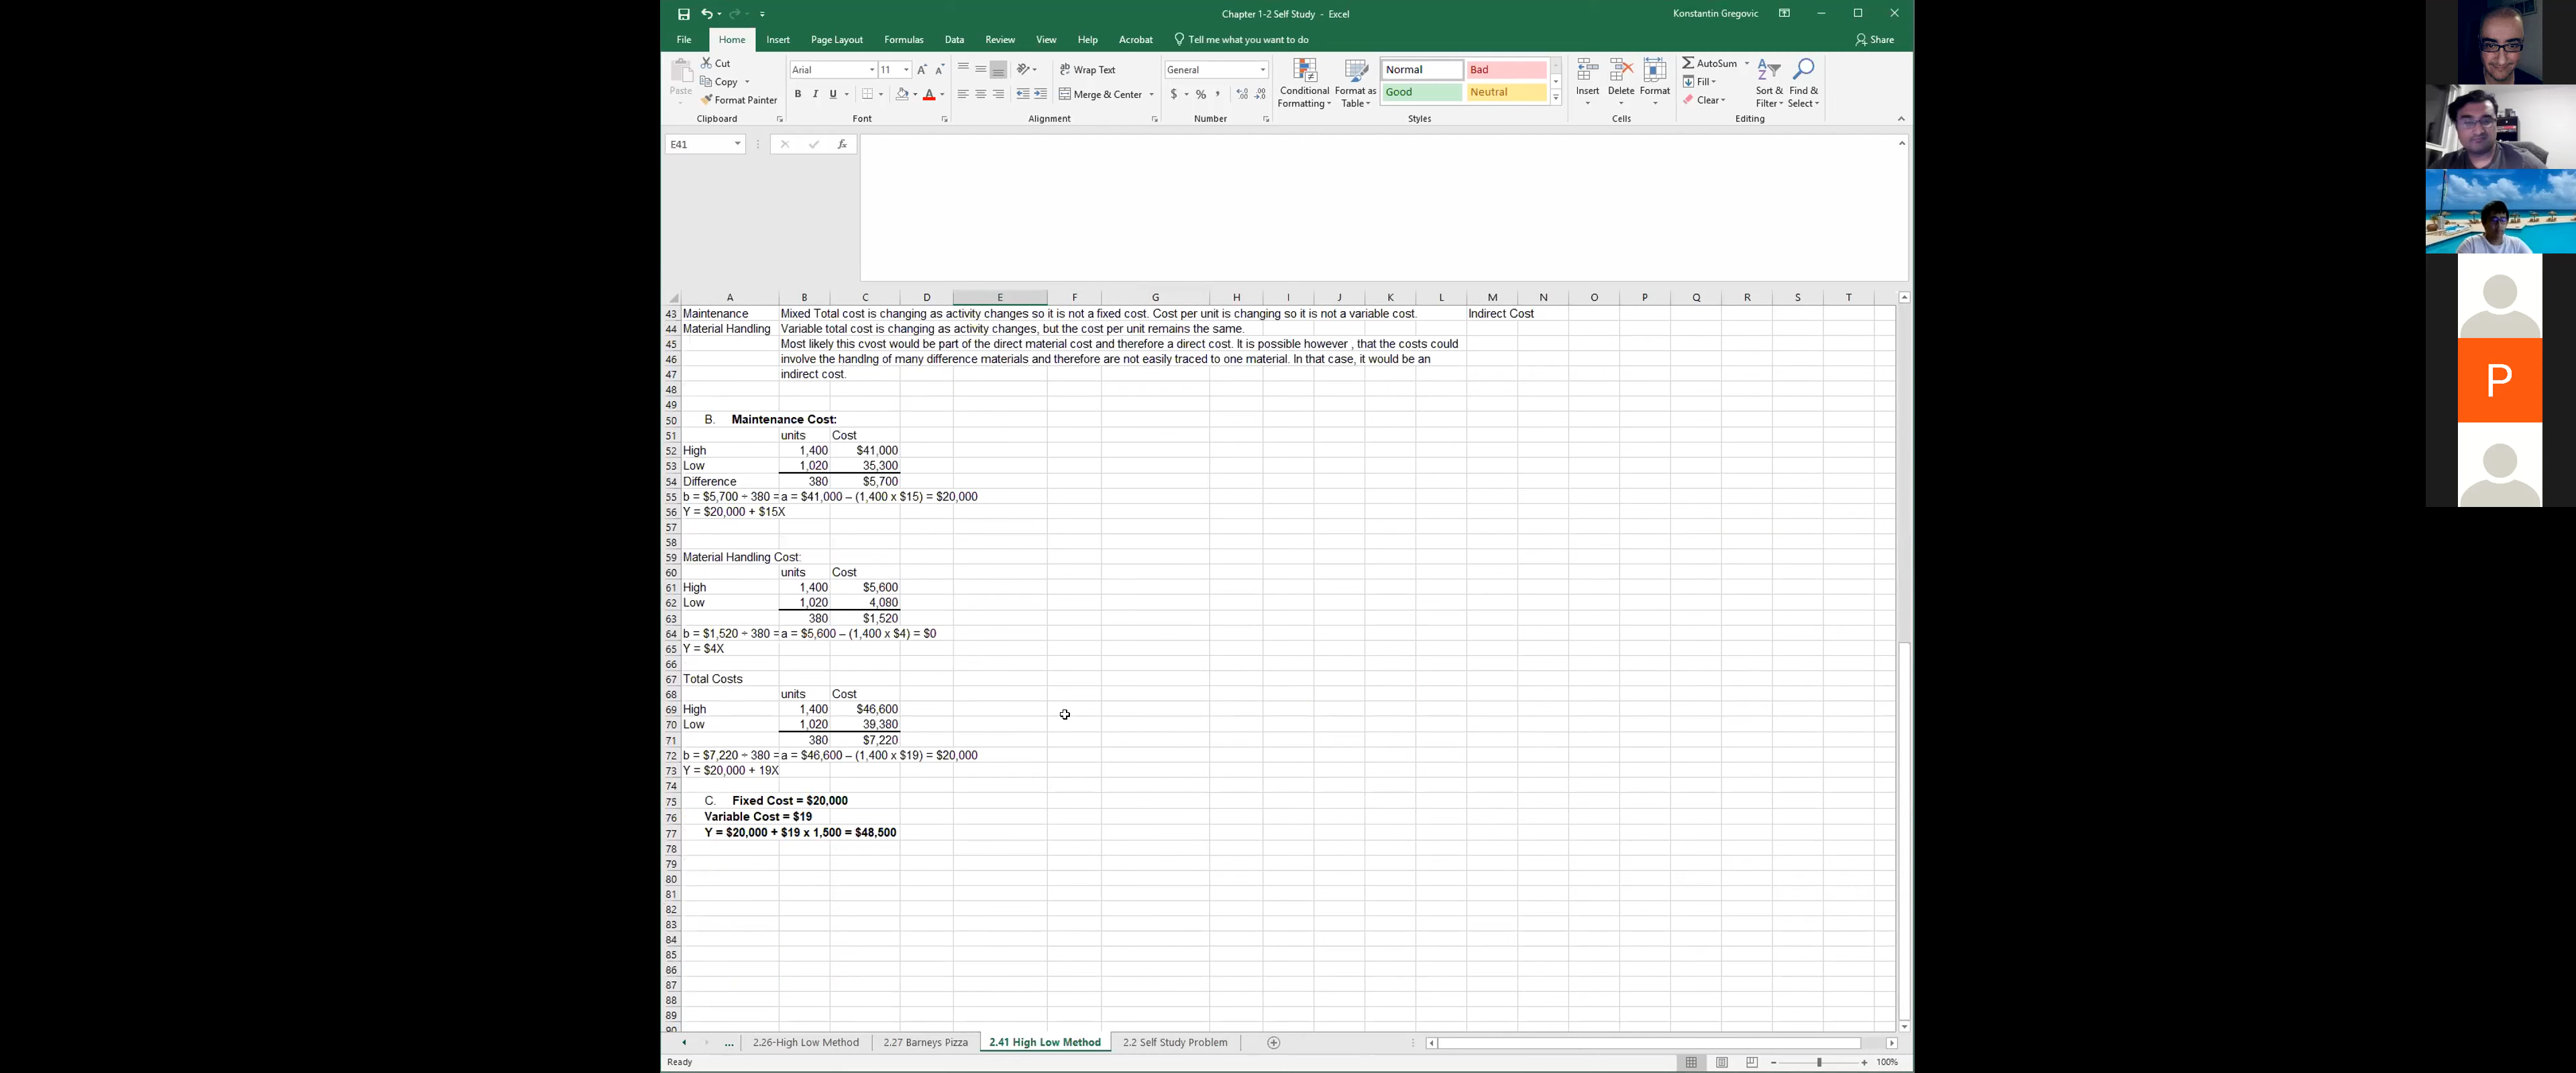 Chapter 1-2 Self Study - Excel
Konstantin Gregovic
File Home Insert Page Layout Formulas Data Review View Help Acrobat Tell me what you want to do Share
Paste
Cut
Copy
Format Painter
Clipboard
Arial 11
B I U
Font
Wrap Text
Merge & Center
Alignment
General
$ % ,
Number
Conditional Formatting
Format as Table
Normal Bad
Good Neutral
Styles
Insert Delete Format
Cells
AutoSum
Fill
Clear
Sort & Filter
Find & Select
Editing
E41 fx
A B C D E F G H I J K L M N O P Q R S T
43 Maintenance Mixed Total cost is changing as activity changes so it is not a fixed cost. Cost per unit is changing so it is not a variable cost. Indirect Cost
44 Material Handling Variable total cost is changing as activity changes, but the cost per unit remains the same.
45 Most likely this cvost would be part of the direct material cost and therefore a direct cost. It is possible however , that the costs could
46 involve the handlng of many difference materials and therefore are not easily traced to one material. In that case, it would be an
47 indirect cost.
48
49
50 B. Maintenance Cost:
51 units Cost
52 High 1,400 $41,000
53 Low 1,020 35,300
54 Difference 380 $5,700
55 b = $5,700 ÷ 380 = a = $41,000 – (1,400 x $15) = $20,000
56 Y = $20,000 + $15X
57
58
59 Material Handling Cost:
60 units Cost
61 High 1,400 $5,600
62 Low 1,020 4,080
63 380 $1,520
64 b = $1,520 ÷ 380 = a = $5,600 – (1,400 x $4) = $0
65 Y = $4X
66
67 Total Costs
68 units Cost
69 High 1,400 $46,600
70 Low 1,020 39,380
71 380 $7,220
72 b = $7,220 ÷ 380 = a = $46,600 – (1,400 x $19) = $20,000
73 Y = $20,000 + 19X
74
75 C. Fixed Cost = $20,000
76 Variable Cost = $19
77 Y = $20,000 + $19 x 1,500 = $48,500
78
79
80
81
82
83
84
85
86
87
88
89
90
... 2.26-High Low Method 2.27 Barneys Pizza 2.41 High Low Method 2.2 Self Study Problem
Ready 100%
P